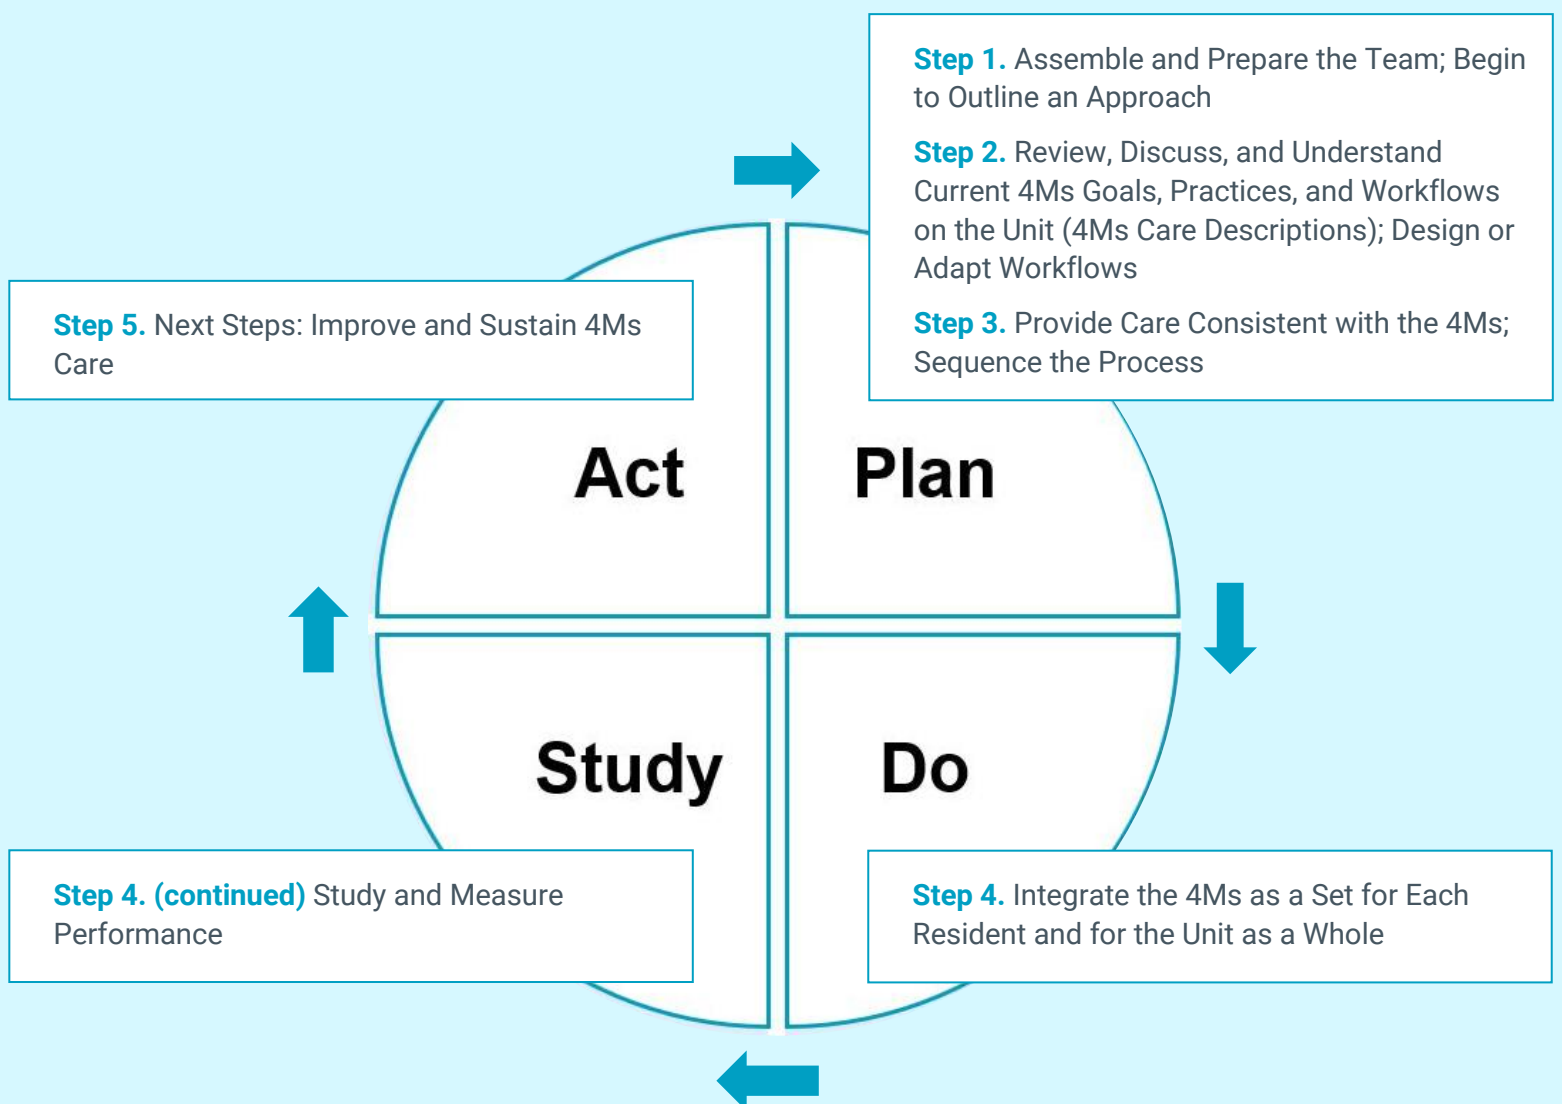 Step 1. Assemble and Prepare the Team; Begin
to Outline an Approach
Step 2. Review, Discuss, and Understand
Current 4Ms Goals, Practices, and Workflows
on the Unit (4Ms Care Descriptions); Design or
Adapt Workflows
Step 3. Provide Care Consistent with the 4Ms;
Sequence the Process
Step 5. Next Steps: Improve and Sustain 4Ms
Care
Act
Plan
Study
Do
Step 4. (continued) Study and Measure
Performance
Step 4. Integrate the 4Ms as a Set for Each
Resident and for the Unit as a Whole